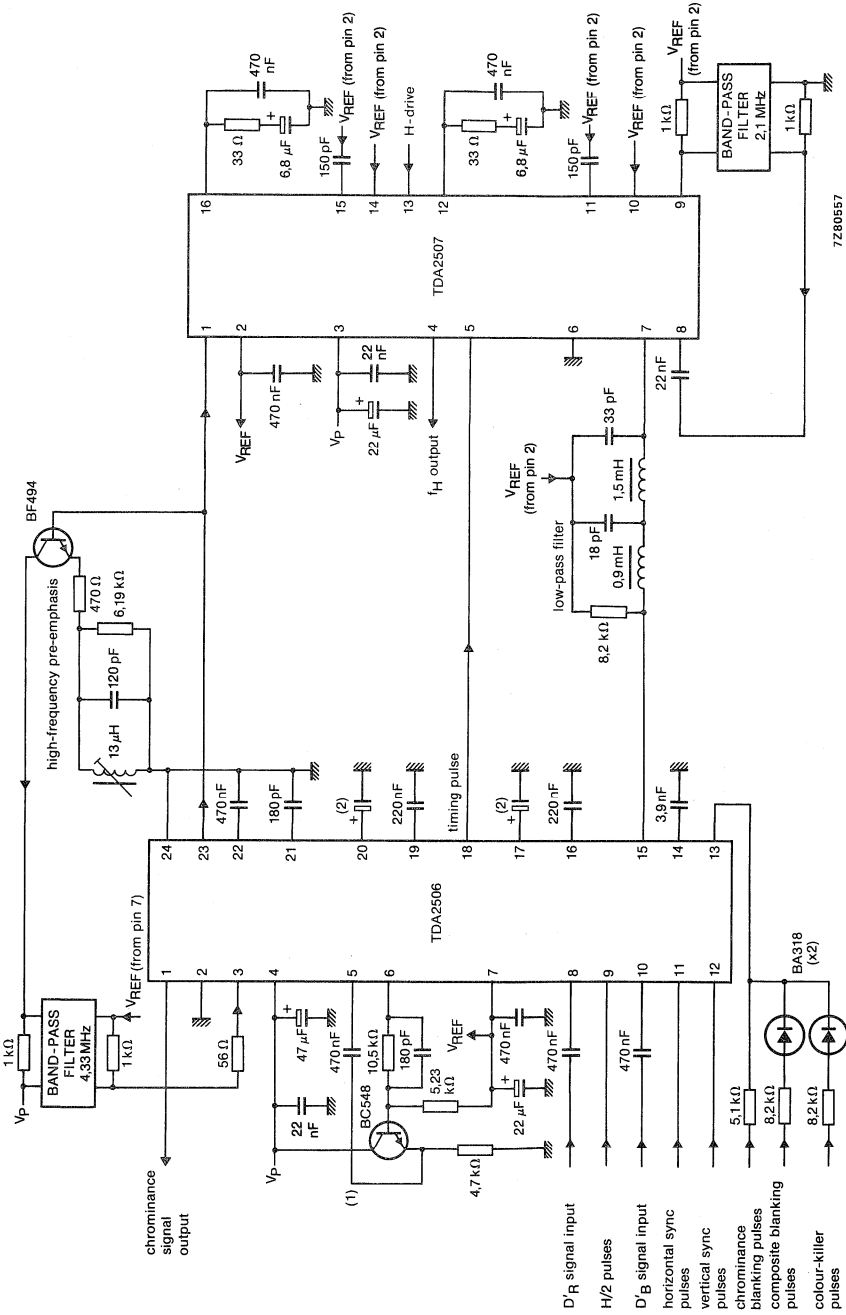 BF494
high-frequency pre-emphasis
470 Ω
6,19 kΩ
120 pF
13 μH
1 kΩ
VP
BAND-PASS
FILTER
4,33 MHz
1 kΩ
VREF (from pin 7)
56 Ω
chrominance
signal
output
1
2
3
4
5
6
7
8
9
10
11
12
TDA2506
24
23
22
21
20
19
18
17
16
15
14
13
470 nF
180 pF
+ (2)
220 nF
timing pulse
+ (2)
220 nF
3,9 nF
VP
22
nF
+
47 μF
470 nF
(1)
BC548
10,5 kΩ
180 pF
5,23
kΩ
4,7 kΩ
VREF
+
22 μF
470 nF
470 nF
470 nF
D'R signal input
H/2 pulses
D'B signal input
horizontal sync
pulses
vertical sync
pulses
chrominance
blanking pulses
composite blanking
pulses
colour-killer
pulses
5,1 kΩ
8,2 kΩ
8,2 kΩ
BA318
(x2)
VREF
470 nF
VP
+
22 μF
22
nF
fH output
low-pass filter
VREF
(from pin 2)
8,2 kΩ
18 pF
33 pF
0,9 mH
1,5 mH
22 nF
1
2
3
4
5
6
7
8
TDA2507
16
15
14
13
12
11
10
9
33 Ω
+
6,8 μF
470
nF
150 pF
VREF (from pin 2)
VREF (from pin 2)
H-drive
33 Ω
+
6,8 μF
470
nF
150 pF
VREF (from pin 2)
VREF (from pin 2)
1 kΩ
VREF
(from pin 2)
BAND-PASS
FILTER
2,1 MHz
1 kΩ
7Z80557